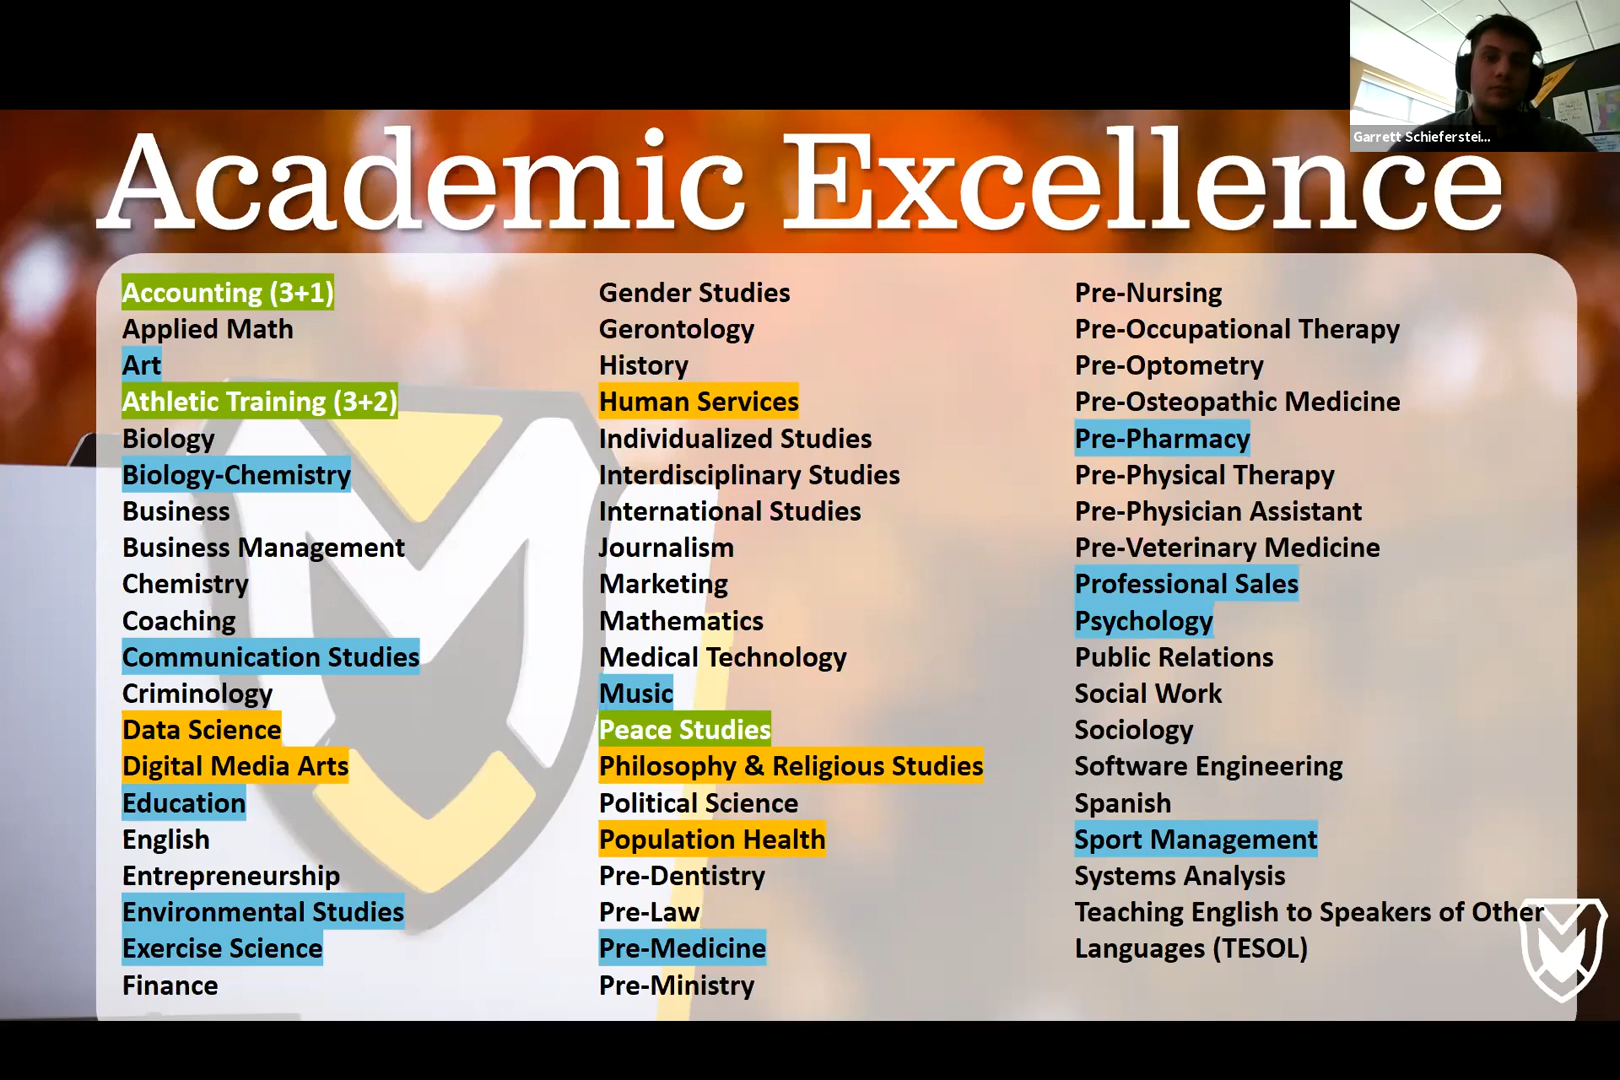 Garrett Schieferstei...
Academic Excellence
Accounting (3+1)
Applied Math
Art
Athletic Training (3+2)
Biology
Biology-Chemistry
Business
Business Management
Chemistry
Coaching
Communication Studies
Criminology
Data Science
Digital Media Arts
Education
English
Entrepreneurship
Environmental Studies
Exercise Science
Finance
Gender Studies
Gerontology
History
Human Services
Individualized Studies
Interdisciplinary Studies
International Studies
Journalism
Marketing
Mathematics
Medical Technology
Music
Peace Studies
Philosophy & Religious Studies
Political Science
Population Health
Pre-Dentistry
Pre-Law
Pre-Medicine
Pre-Ministry
Pre-Nursing
Pre-Occupational Therapy
Pre-Optometry
Pre-Osteopathic Medicine
Pre-Pharmacy
Pre-Physical Therapy
Pre-Physician Assistant
Pre-Veterinary Medicine
Professional Sales
Psychology
Public Relations
Social Work
Sociology
Software Engineering
Spanish
Sport Management
Systems Analysis
Teaching English to Speakers of Other
Languages (TESOL)